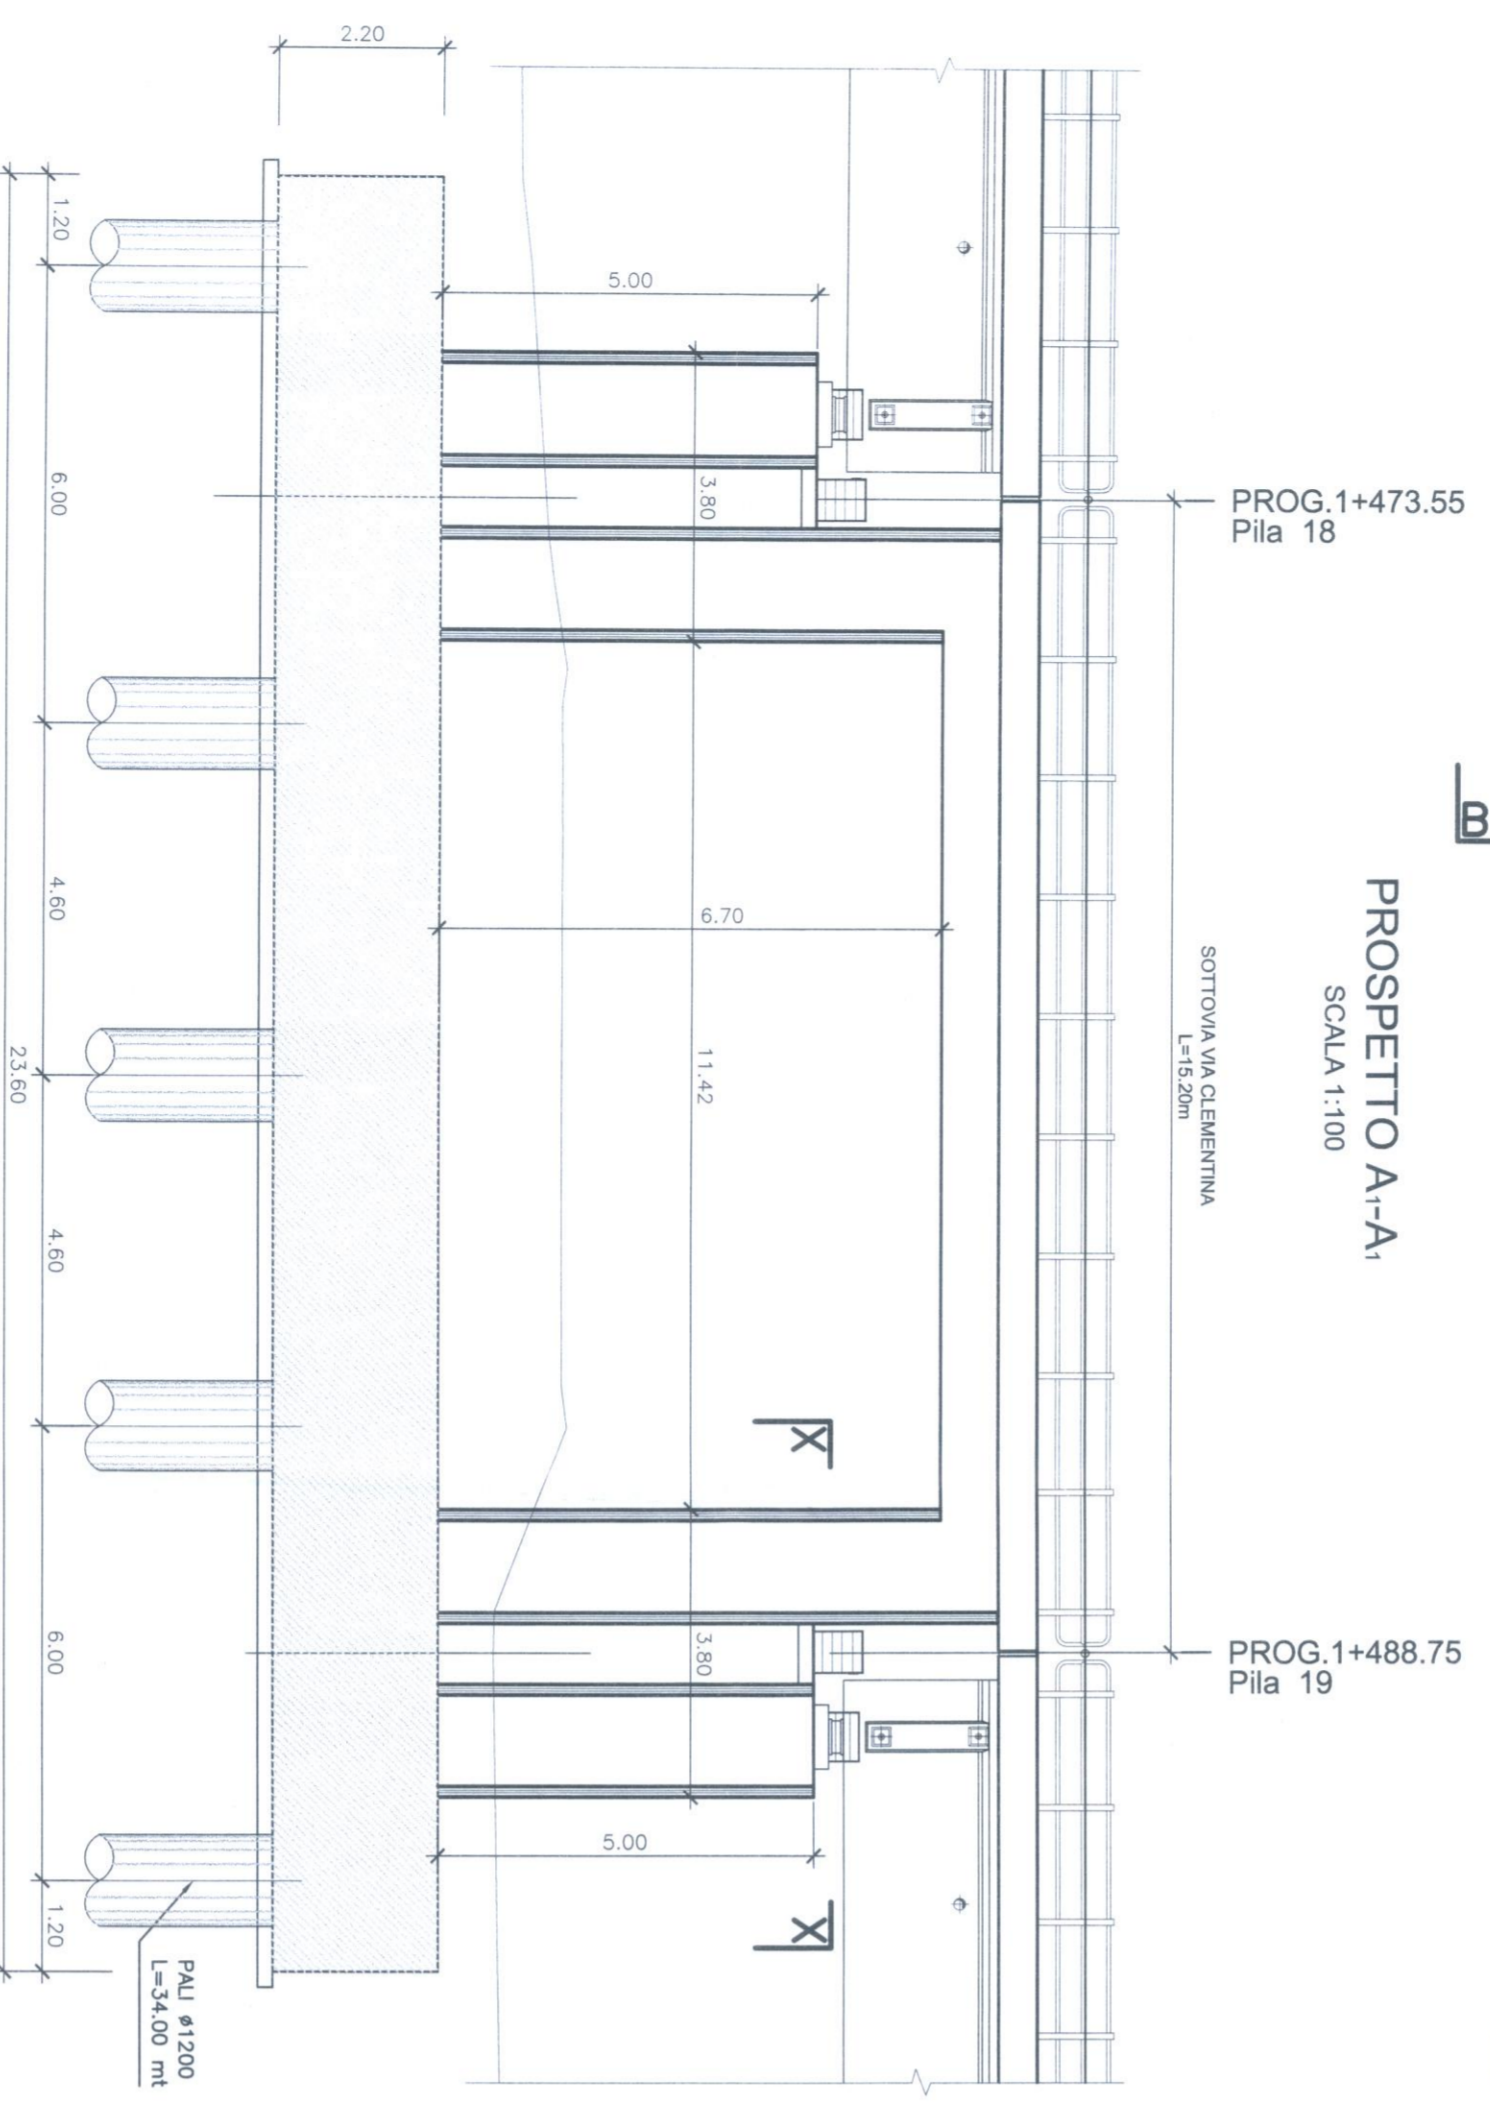 B
PROSPETTO A1-A1
SCALA 1:100
SOTTOVIA VIA CLEMENTINA
L=15.20m
PROG.1+473.55
Pila 18
PROG.1+488.75
Pila 19
2.20
5.00
6.70
5.00
3.80
11.42
3.80
X
X
1.20
6.00
4.60
4.60
6.00
1.20
23.60
PALI ø1200
L=34.00 mt